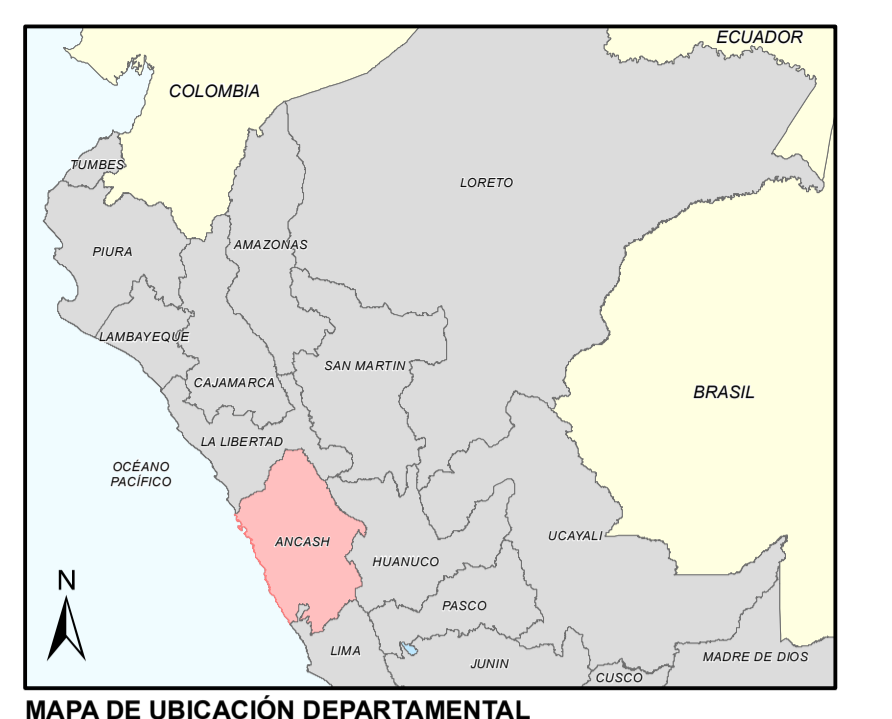 ECUADOR
COLOMBIA
TUMBES
LORETO
AMAZONAS
PIURA
LAMBAYEQUE
SAN MARTIN
CAJAMARCA
BRASIL
LA LIBERTAD
OCÉANO
PACÍFICO
UCAYALI
ANCASH
HUANUCO
N
PASCO
LIMA
JUNIN
MADRE DE DIOS
CUSCO
MAPA DE UBICACIÓN DEPARTAMENTAL